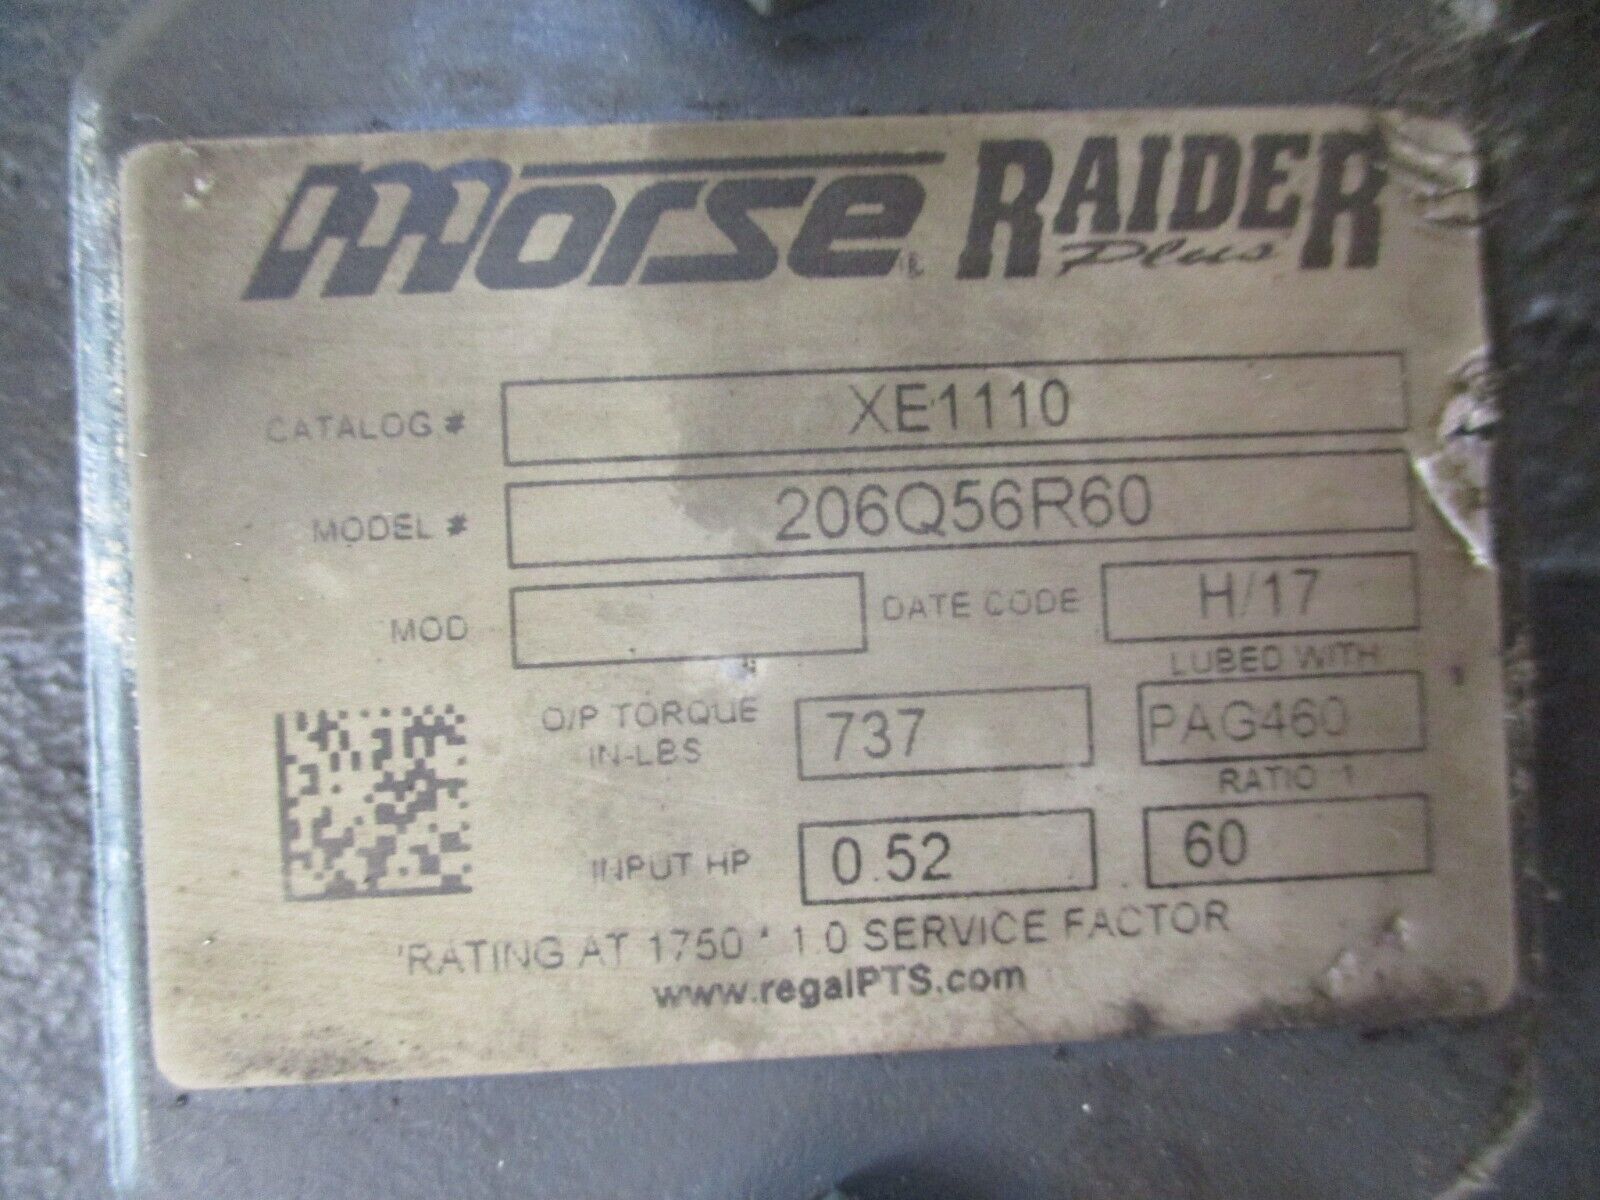 morse RAIDER Plus
CATALOG # XE1110
MODEL # 206Q56R60
MOD DATE CODE H/17
LUBED WITH
O/P TORQUE IN-LBS 737 PAG460
RATIO :1
INPUT HP 0.52 60
*RATING AT 1750 * 1.0 SERVICE FACTOR
www.regalPTS.com